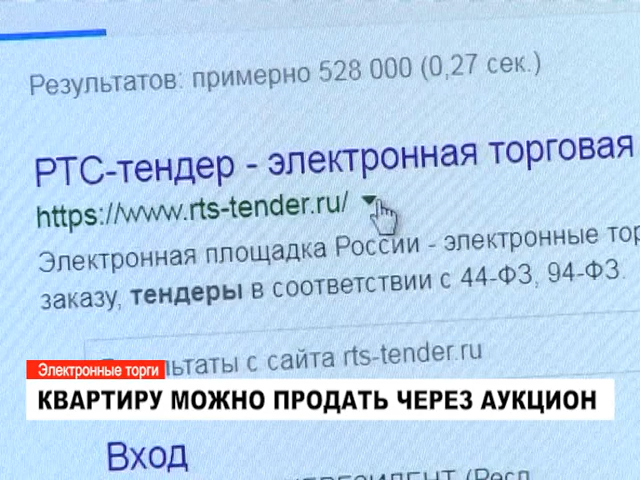 Результатов: примерно 528 000 (0,27 сек.)
РТС-тендер - электронная торговая
https://www.rts-tender.ru/
Электронная площадка России - электронные тор
заказу, тендеры в соответствии с 44-ФЗ, 94-ФЗ.
ьтаты с сайта rts-tender.ru
Электронные торги
КВАРТИРУ МОЖНО ПРОДАТЬ ЧЕРЕЗ АУКЦИОН
Вход